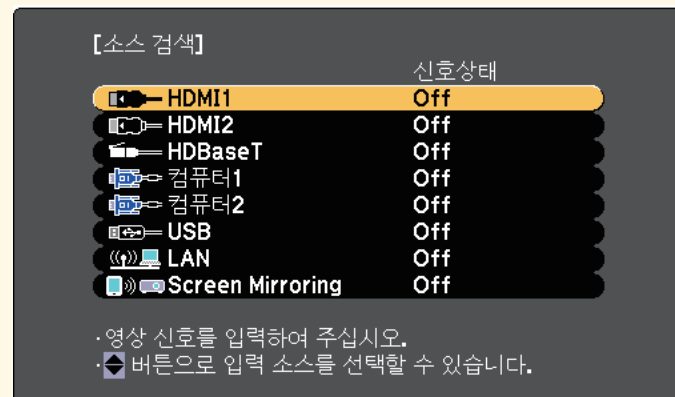 [소스 검색]
신호상태
HDMI1 Off
HDMI2 Off
HDBaseT Off
컴퓨터1 Off
컴퓨터2 Off
USB Off
LAN Off
Screen Mirroring Off
·영상 신호를 입력하여 주십시오.
· 버튼으로 입력 소스를 선택할 수 있습니다.